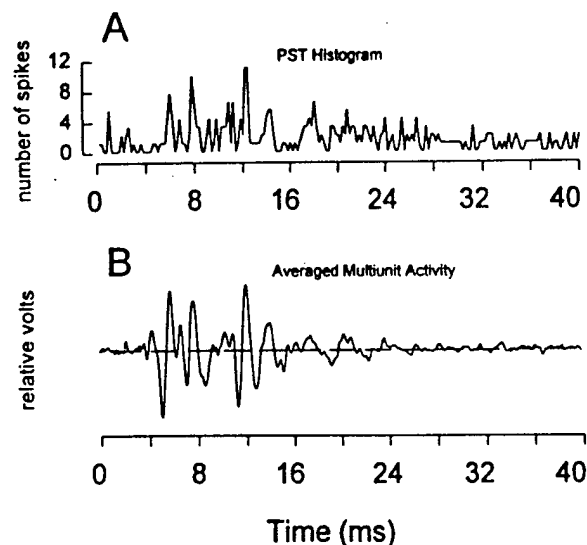 A
PST Histogram
number of spikes
12
8
4
0
0 8 16 24 32 40
B
Averaged Multiunit Activity
relative volts
0 8 16 24 32 40
Time (ms)